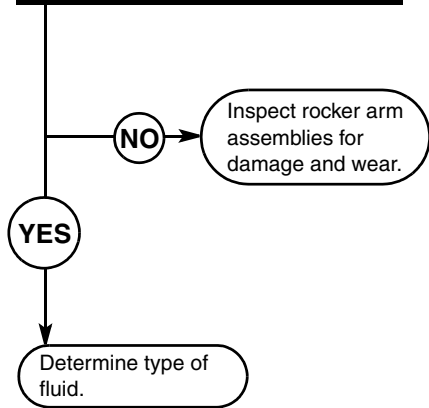 NO
Inspect rocker arm
assemblies for
damage and wear.
YES
Determine type of
fluid.